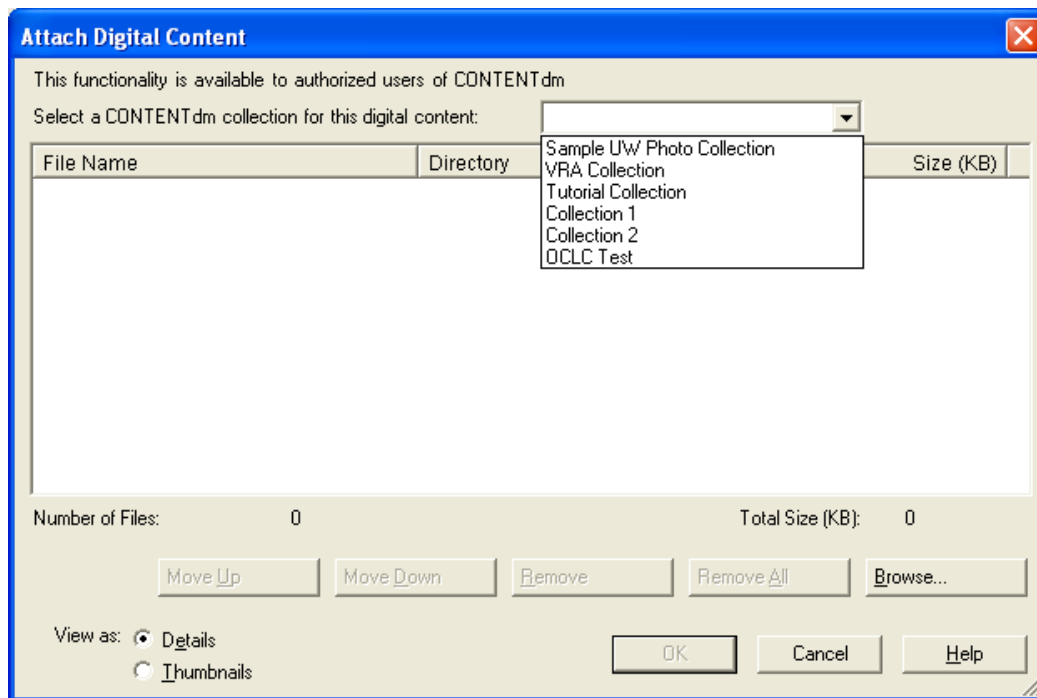 Attach Digital Content
This functionality is available to authorized users of CONTENTdm
Select a CONTENTdm collection for this digital content:
Sample UW Photo Collection
VRA Collection
Tutorial Collection
Collection 1
Collection 2
OCLC Test
File Name Directory Size (KB)
Number of Files: 0 Total Size (KB): 0
Move Up Move Down Remove Remove All Browse...
View as: Details
Thumbnails
OK Cancel Help